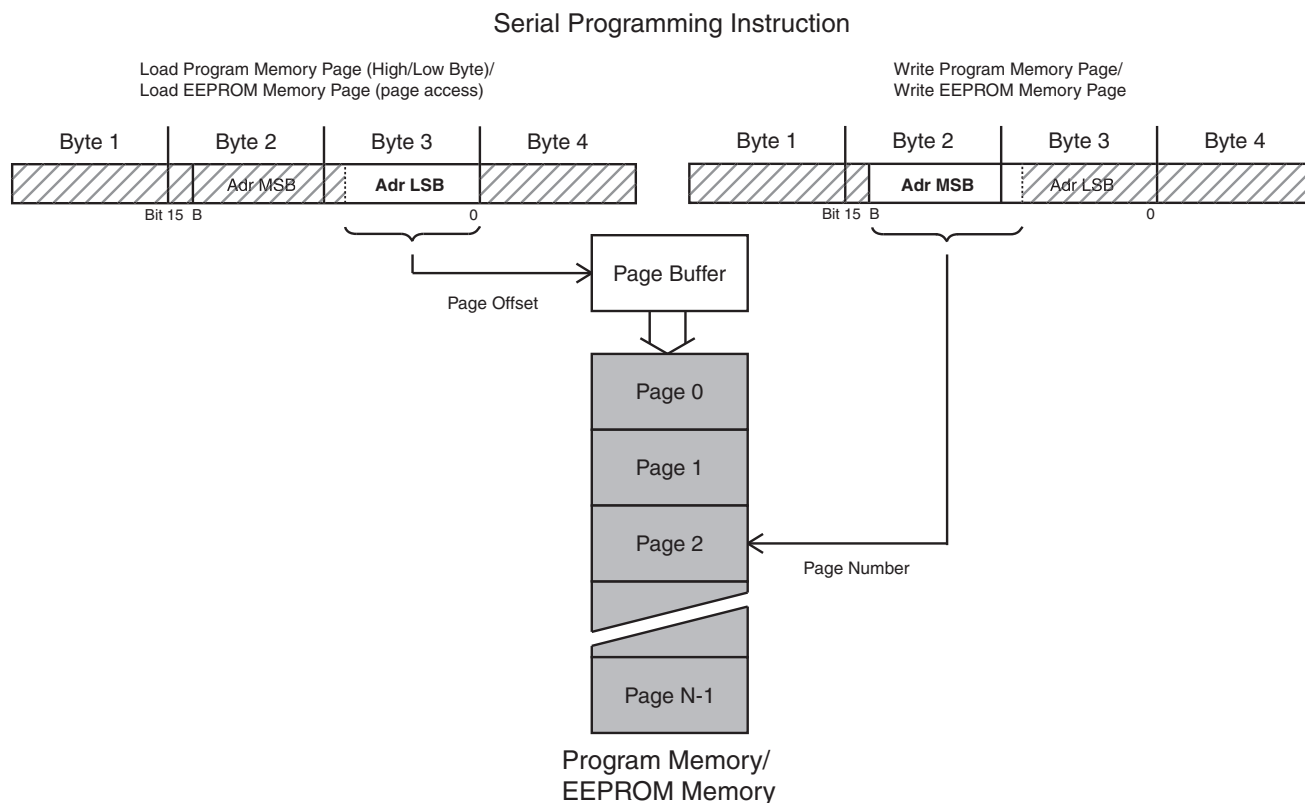 Serial Programming Instruction
Load Program Memory Page (High/Low Byte)/
Load EEPROM Memory Page (page access)
Write Program Memory Page/
Write EEPROM Memory Page
Byte 1 Byte 2 Byte 3 Byte 4
Byte 1 Byte 2 Byte 3 Byte 4
Adr MSB Adr LSB
Adr MSB Adr LSB
Bit 15 B 0
Bit 15 B 0
Page Buffer
Page Offset
Page 0
Page 1
Page 2
Page Number
Page N-1
Program Memory/
EEPROM Memory